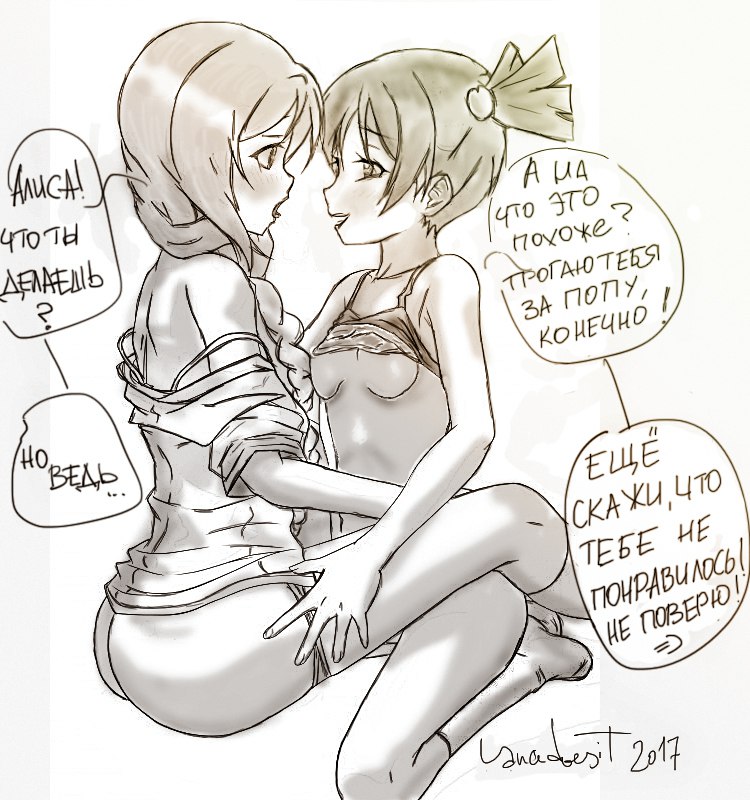 АЛИСА!
ЧТО ТЫ
ДЕЛАЕШЬ
?
НО
ВЕДЬ...
А НА
ЧТО ЭТО
ПОХОЖЕ?
ТРОГАЮ ТЕБЯ
ЗА ПОПУ,
КОНЕЧНО!
ЕЩЁ
СКАЖИ, ЧТО
ТЕБЕ НЕ
ПОНРАВИЛОСЬ!
НЕ ПОВЕРЮ!
=)
2017